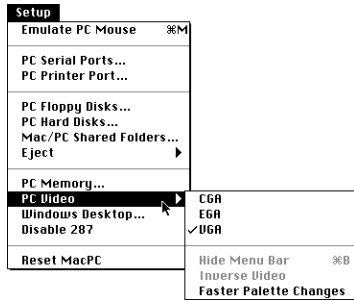 Setup
Emulate PC Mouse ⌘M
PC Serial Ports...
PC Printer Port...
PC Floppy Disks...
PC Hard Disks...
Mac/PC Shared Folders...
Eject
PC Memory...
PC Video
Windows Desktop...
Disable 287
Reset MacPC
CGA
EGA
✓VGA
Hide Menu Bar ⌘B
Inverse Video
Faster Palette Changes